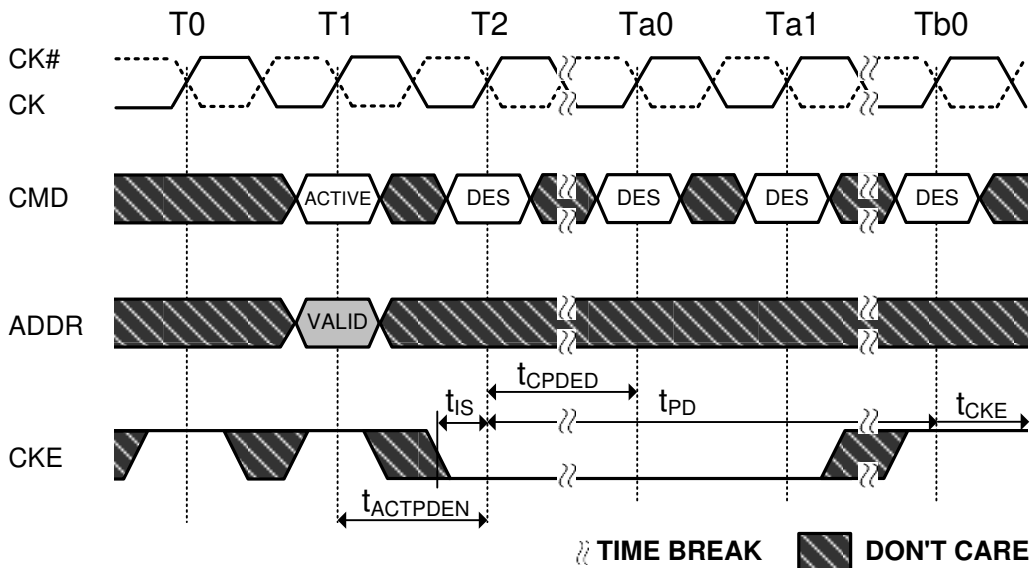 T0 T1 T2 Ta0 Ta1 Tb0
CK#
CK
CMD ACTIVE DES DES DES DES
ADDR VALID
tCPDED
tIS tPD tCKE
CKE
tACTPDEN
TIME BREAK DON'T CARE